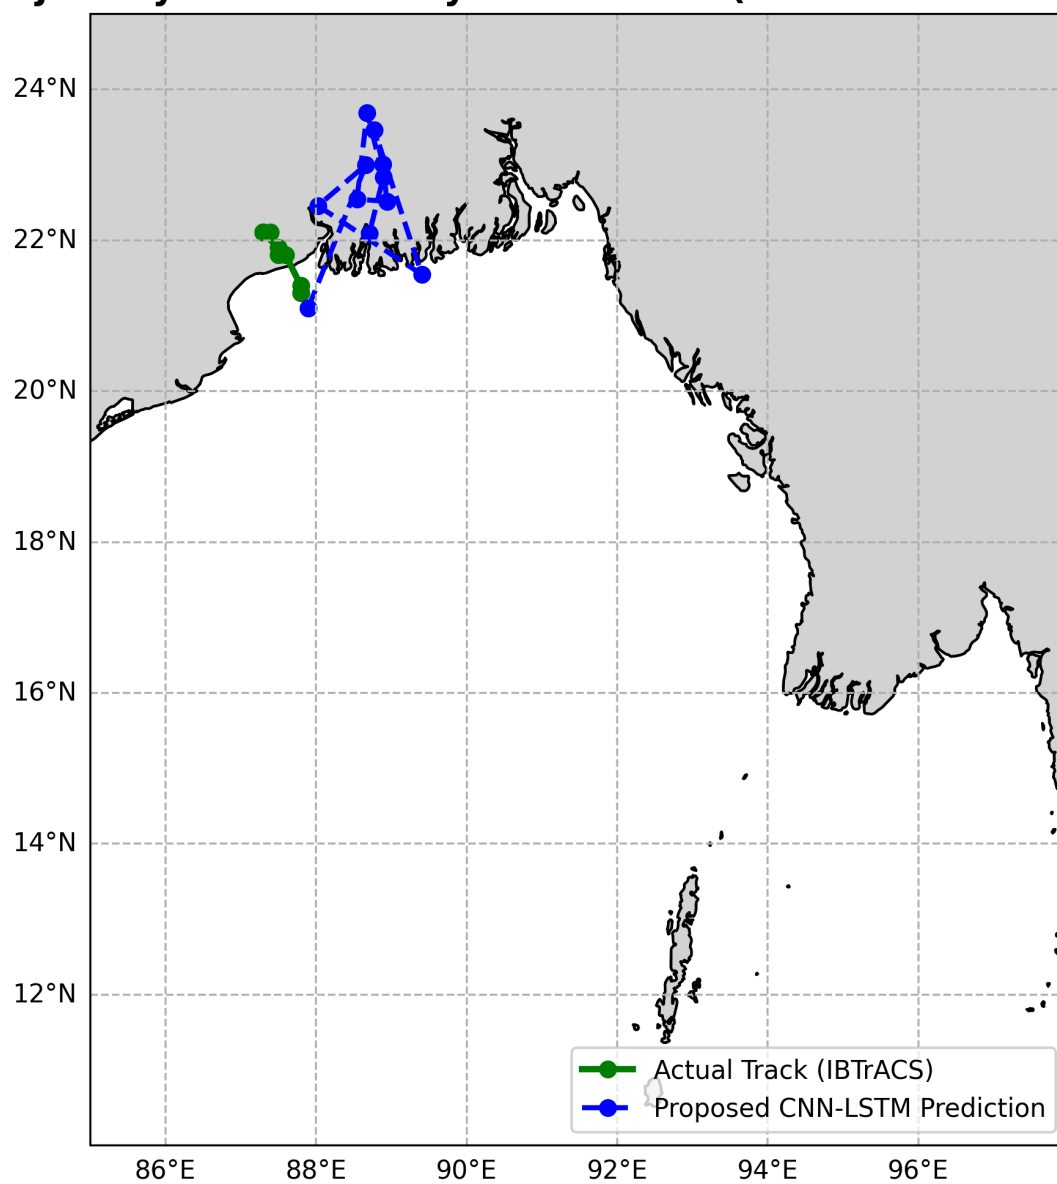 24°N
22°N
20°N
18°N
16°N
14°N
12°N
Actual Track (IBTrACS)
Proposed CNN-LSTM Prediction
86°E 88°E 90°E 92°E 94°E 96°E